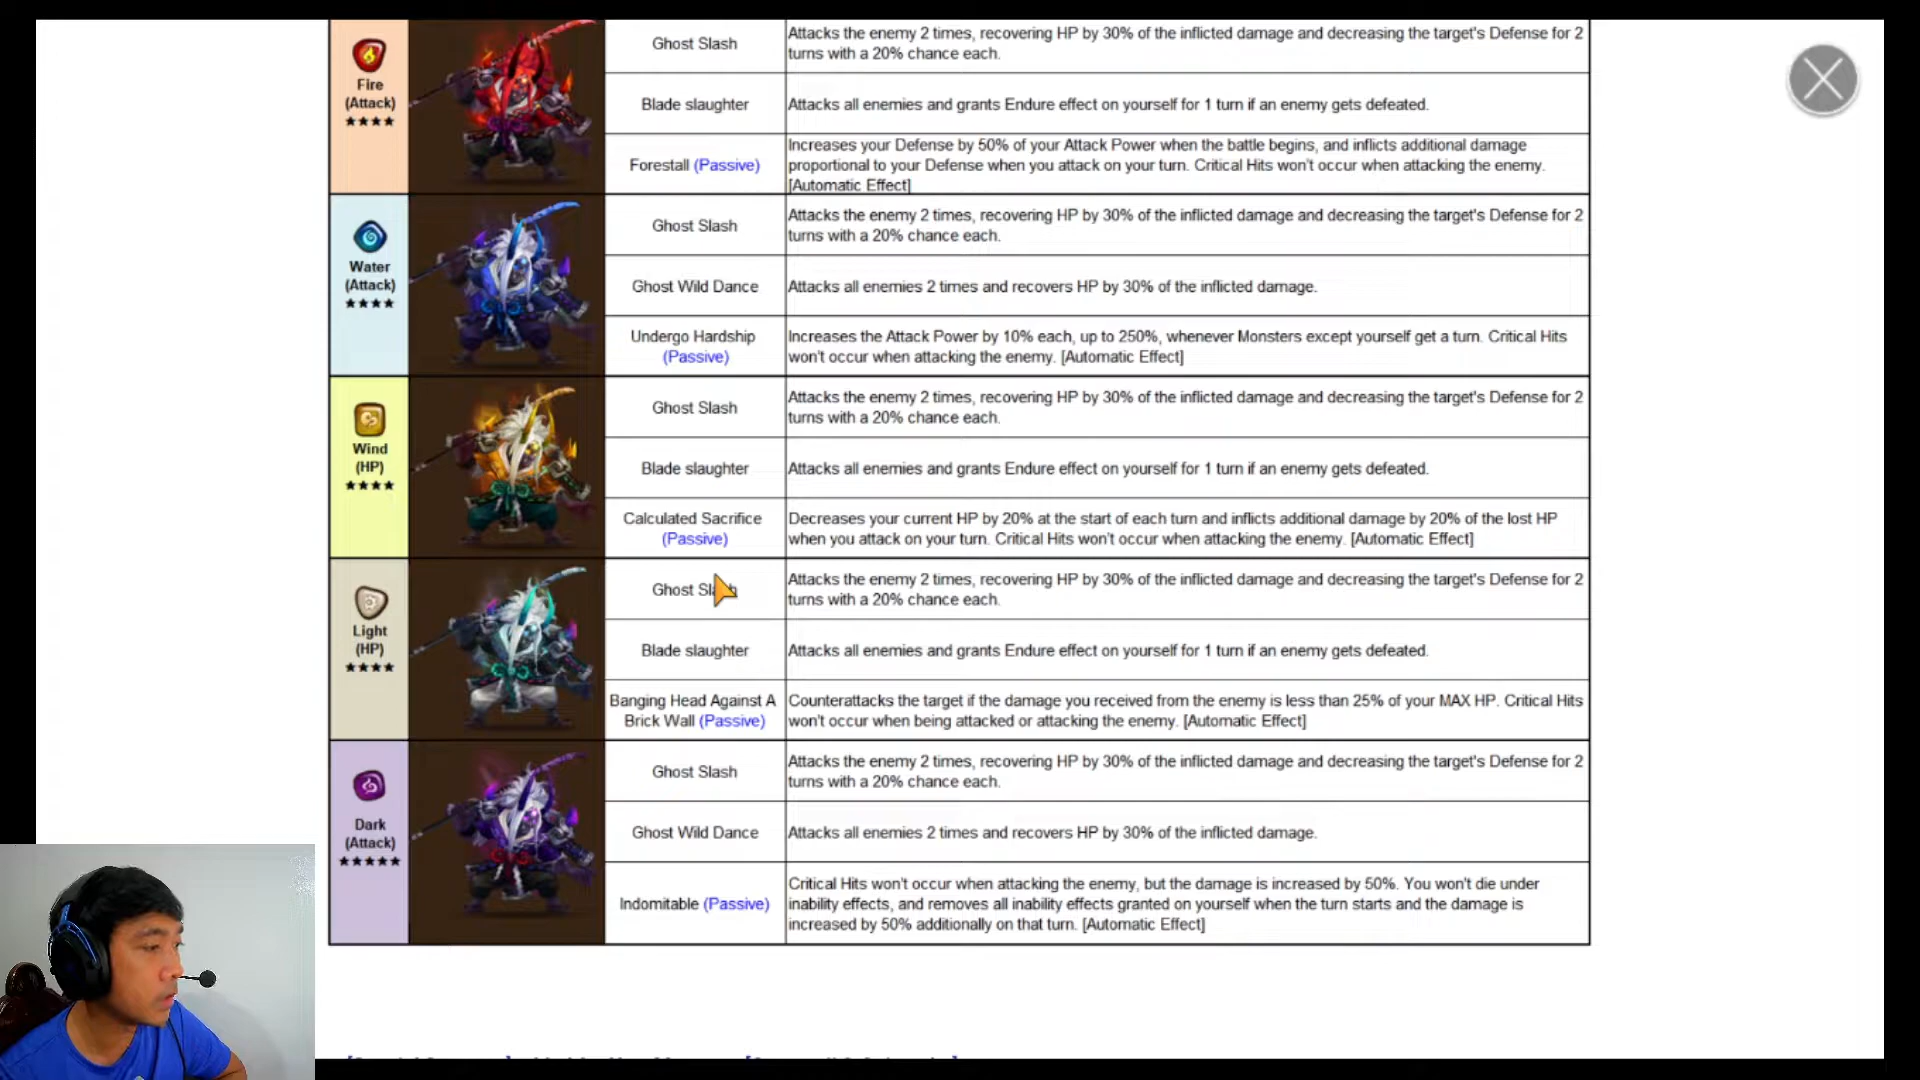 Fire
(Attack)
★★★★
Ghost Slash
Attacks the enemy 2 times, recovering HP by 30% of the inflicted damage and decreasing the target's Defense for 2
turns with a 20% chance each.
Blade slaughter
Attacks all enemies and grants Endure effect on yourself for 1 turn if an enemy gets defeated.
Forestall (Passive)
Increases your Defense by 50% of your Attack Power when the battle begins, and inflicts additional damage
proportional to your Defense when you attack on your turn. Critical Hits won't occur when attacking the enemy.
[Automatic Effect]
Water
(Attack)
★★★★
Ghost Slash
Attacks the enemy 2 times, recovering HP by 30% of the inflicted damage and decreasing the target's Defense for 2
turns with a 20% chance each.
Ghost Wild Dance
Attacks all enemies 2 times and recovers HP by 30% of the inflicted damage.
Undergo Hardship
(Passive)
Increases the Attack Power by 10% each, up to 250%, whenever Monsters except yourself get a turn. Critical Hits
won't occur when attacking the enemy. [Automatic Effect]
Wind
(HP)
★★★★
Ghost Slash
Attacks the enemy 2 times, recovering HP by 30% of the inflicted damage and decreasing the target's Defense for 2
turns with a 20% chance each.
Blade slaughter
Attacks all enemies and grants Endure effect on yourself for 1 turn if an enemy gets defeated.
Calculated Sacrifice
(Passive)
Decreases your current HP by 20% at the start of each turn and inflicts additional damage by 20% of the lost HP
when you attack on your turn. Critical Hits won't occur when attacking the enemy. [Automatic Effect]
Light
(HP)
★★★★
Ghost Slash
Attacks the enemy 2 times, recovering HP by 30% of the inflicted damage and decreasing the target's Defense for 2
turns with a 20% chance each.
Blade slaughter
Attacks all enemies and grants Endure effect on yourself for 1 turn if an enemy gets defeated.
Banging Head Against A
Brick Wall (Passive)
Counterattacks the target if the damage you received from the enemy is less than 25% of your MAX HP. Critical Hits
won't occur when being attacked or attacking the enemy. [Automatic Effect]
Dark
(Attack)
★★★★★
Ghost Slash
Attacks the enemy 2 times, recovering HP by 30% of the inflicted damage and decreasing the target's Defense for 2
turns with a 20% chance each.
Ghost Wild Dance
Attacks all enemies 2 times and recovers HP by 30% of the inflicted damage.
Indomitable (Passive)
Critical Hits won't occur when attacking the enemy, but the damage is increased by 50%. You won't die under
inability effects, and removes all inability effects granted on yourself when the turn starts and the damage is
increased by 50% additionally on that turn. [Automatic Effect]